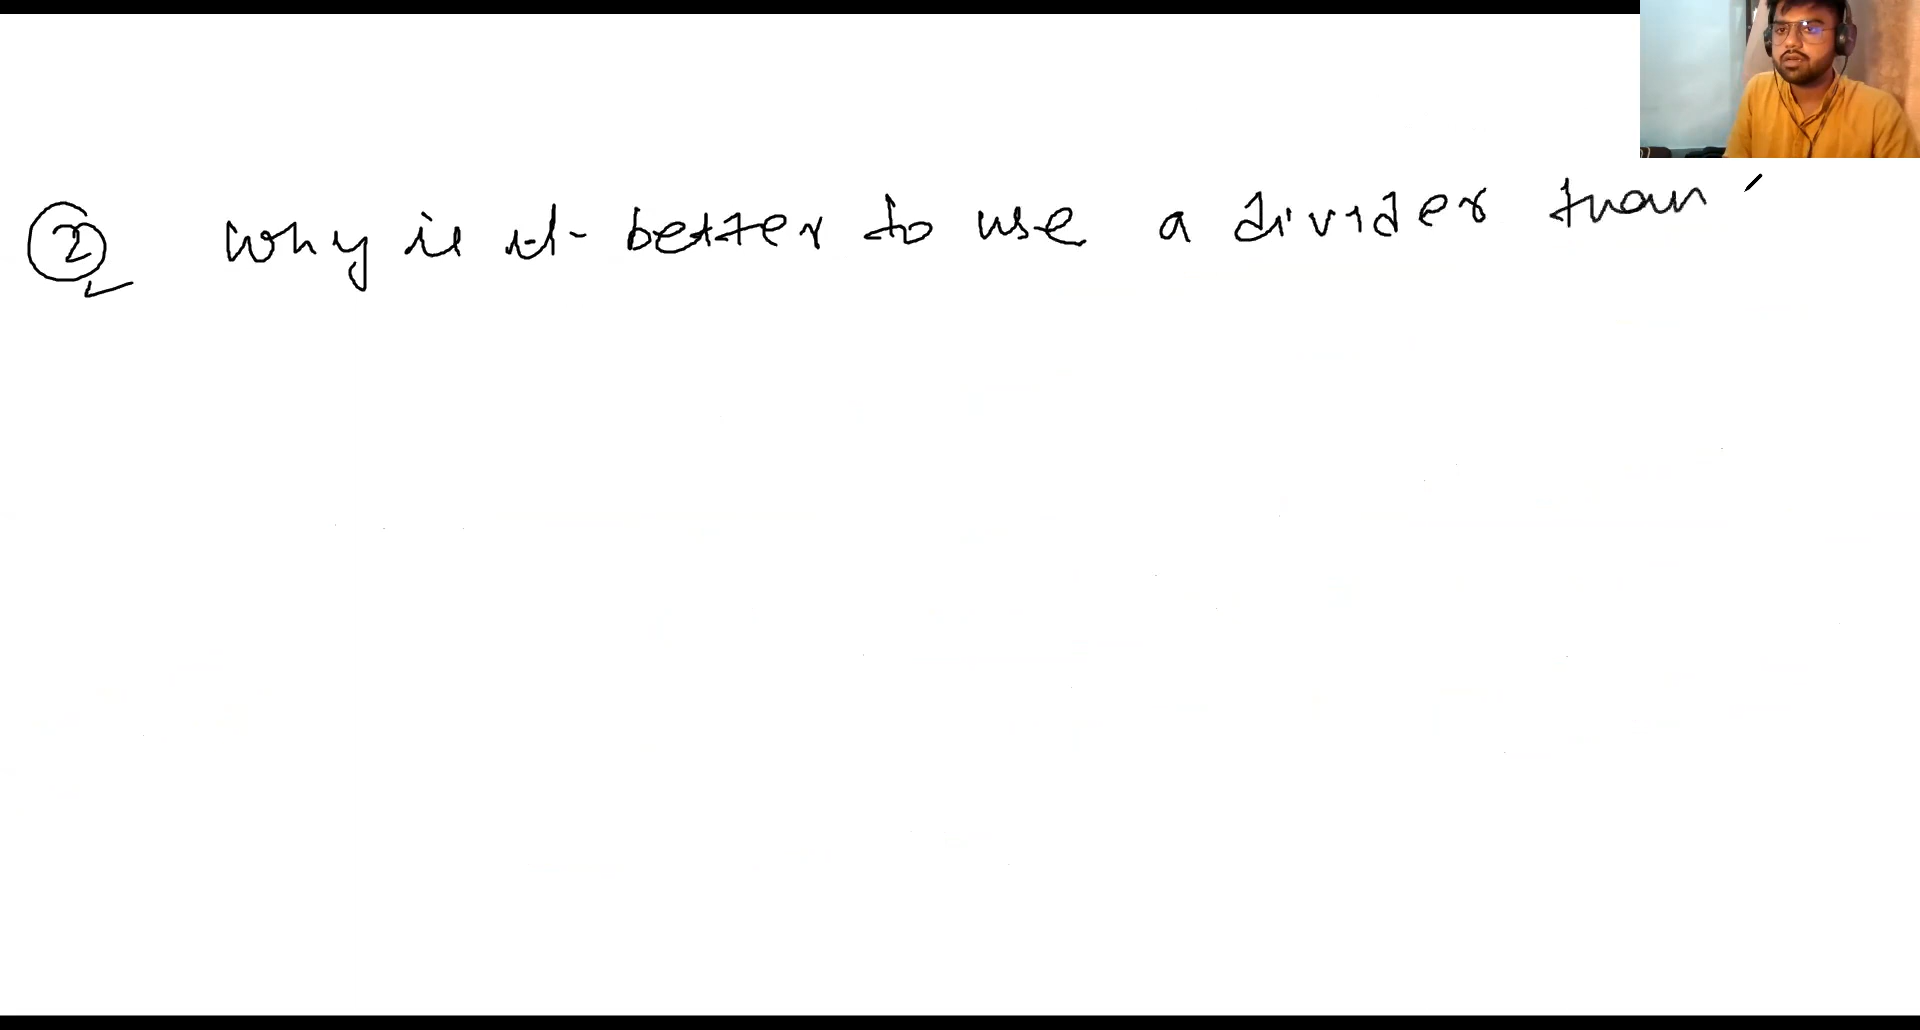 ② Why is it better to use a divider than